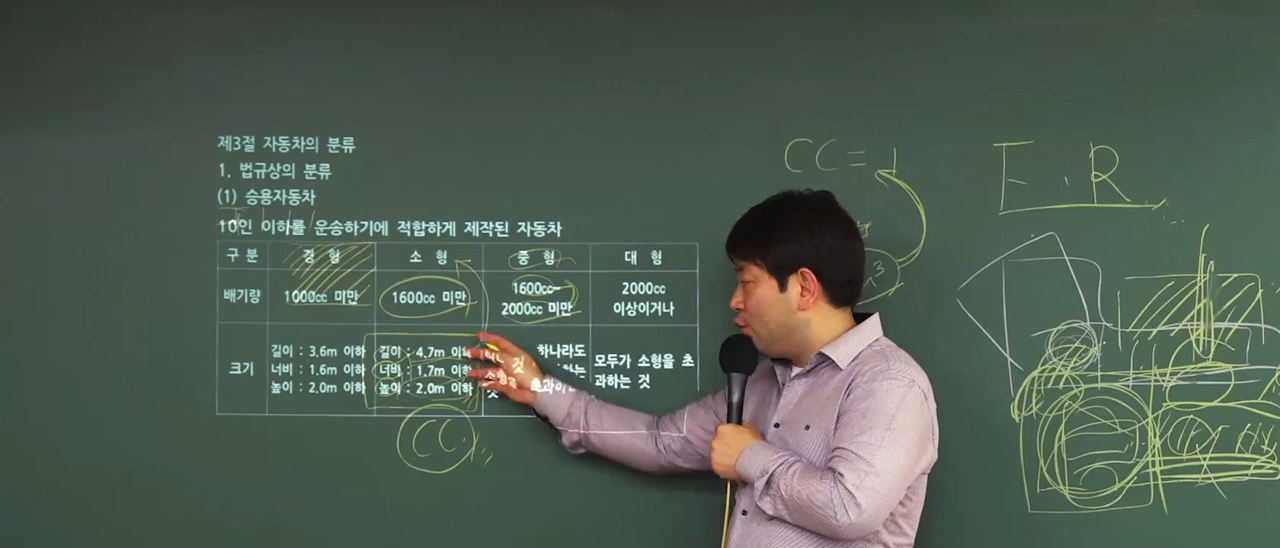 제3절 자동차의 분류
1. 법규상의 분류
(1) 승용자동차
10인 이하를 운송하기에 적합하게 제작된 자동차
구 분 경 형 소 형 중 형 대 형
배기량 1000cc 미만 1600cc 미만 1600cc~ 2000cc 미만 2000cc 이상이거나
크기
길이 : 3.6m 이하 길이 : 4.7m 이하 하나라도 모두가 소형을 초
너비 : 1.6m 이하 너비 : 1.7m 이하 소형을 과하는 것
높이 : 2.0m 이하 높이 : 2.0m 이하 것
CC =
F . R
CC